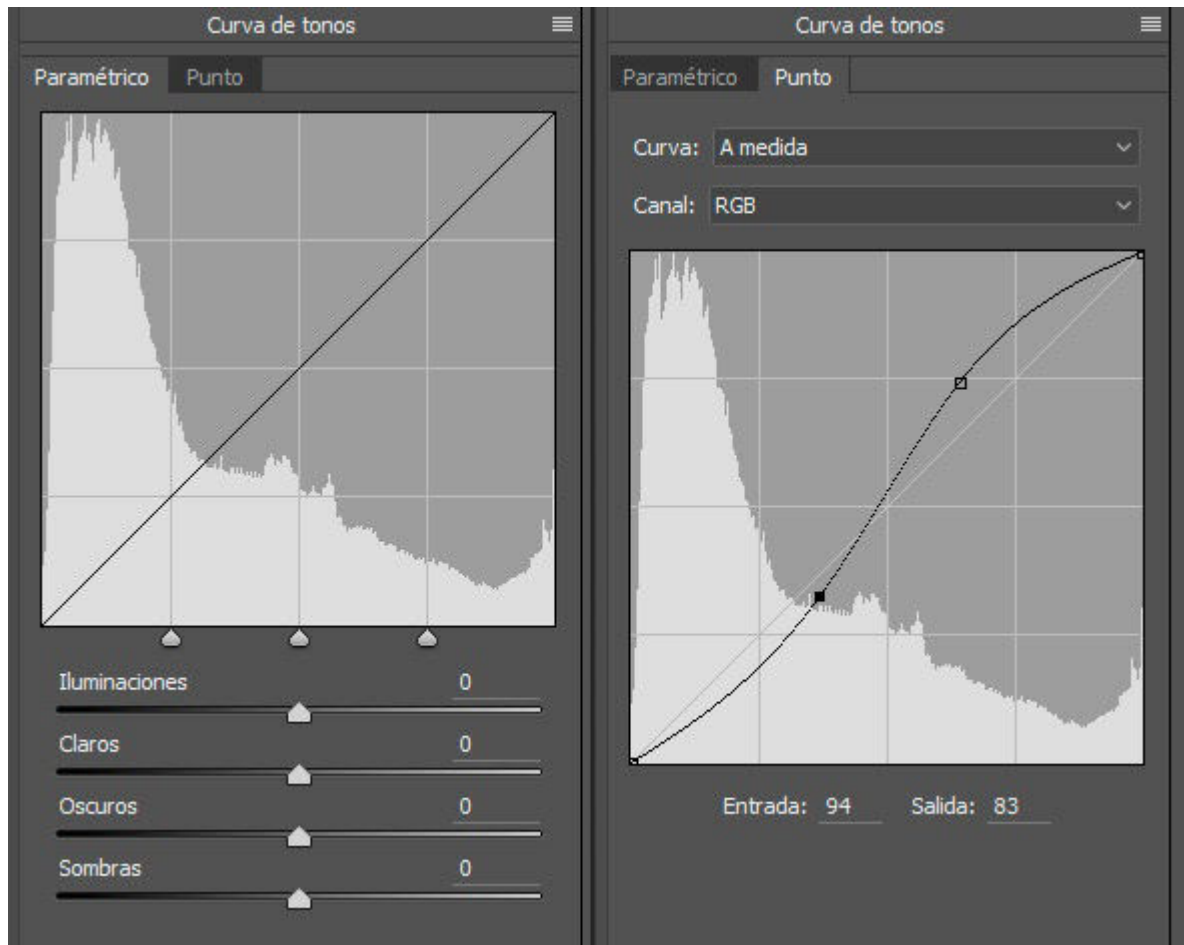 Curva de tonos
Paramétrico Punto
Iluminaciones 0
Claros 0
Oscuros 0
Sombras 0
Curva de tonos
Paramétrico Punto
Curva: A medida
Canal: RGB
Entrada: 94 Salida: 83